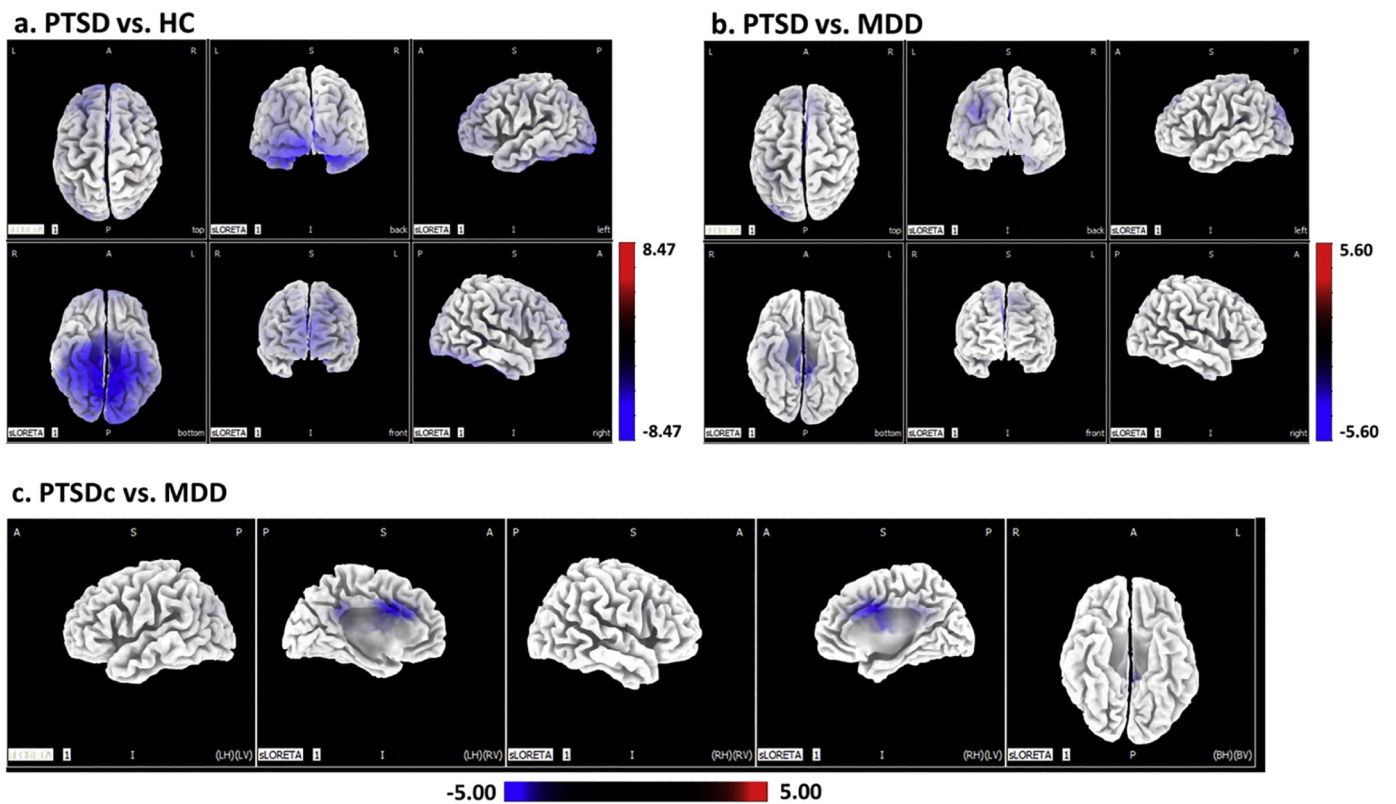 a. PTSD vs. HC
b. PTSD vs. MDD
L A R
L S R
A S P
L A R
L S R
A S P
1 P top
sLORETA 1 I back
sLORETA 1 I left
1 P top
sLORETA 1 I back
sLORETA 1 I left
R A L
R S L
P S A
8.47
R A L
R S L
P S A
5.60
sLORETA 1 P bottom
sLORETA 1 I front
sLORETA 1 I right
-8.47
sLORETA 1 P bottom
sLORETA 1 I front
sLORETA 1 I right
-5.60
c. PTSDc vs. MDD
A S P
P S A
P S A
A S P
R A L
1 I (LH)(LV)
sLORETA 1 I (LH)(RV)
sLORETA 1 I (RH)(RV)
sLORETA 1 I (RH)(LV)
sLORETA 1 P (BH)(BV)
-5.00 5.00